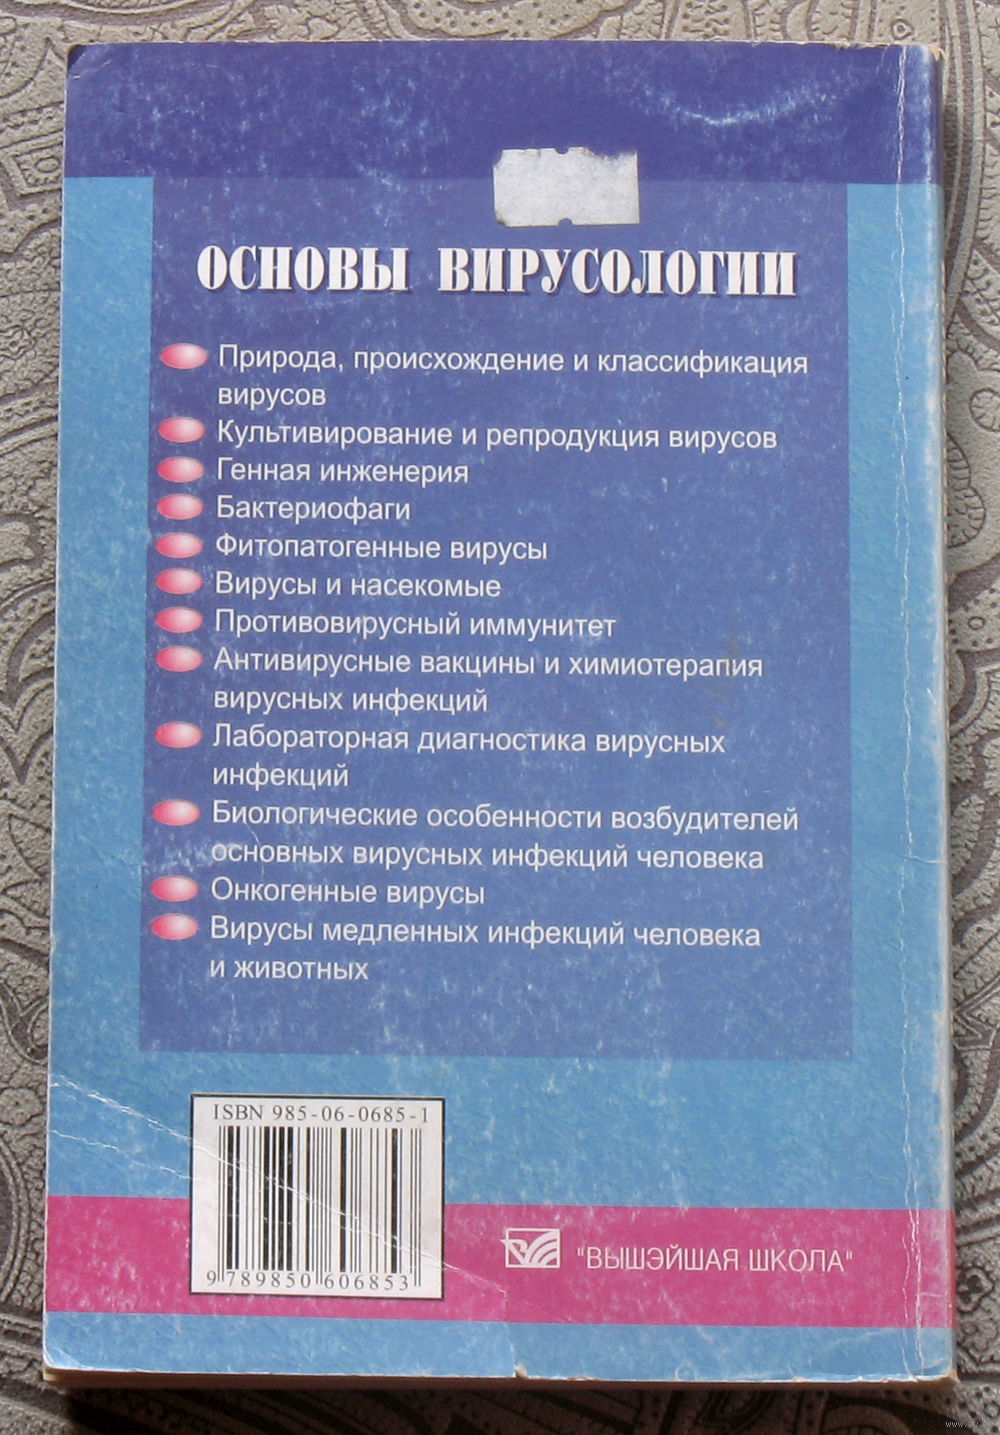 ОСНОВЫ ВИРУСОЛОГИИ
Природа, происхождение и классификация
вирусов
Культивирование и репродукция вирусов
Генная инженерия
Бактериофаги
Фитопатогенные вирусы
Вирусы и насекомые
Противовирусный иммунитет
Антивирусные вакцины и химиотерапия
вирусных инфекций
Лабораторная диагностика вирусных
инфекций
Биологические особенности возбудителей
основных вирусных инфекций человека
Онкогенные вирусы
Вирусы медленных инфекций человека
и животных
ISBN 985-06-0685-1
9 789850 606853
"ВЫШЭЙШАЯ ШКОЛА"